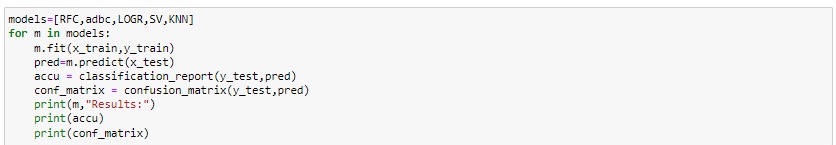 models=[RFC,adbc,LOGR,SV,KNN]
for m in models:
    m.fit(x_train,y_train)
    pred=m.predict(x_test)
    accu = classification_report(y_test,pred)
    conf_matrix = confusion_matrix(y_test,pred)
    print(m,"Results:")
    print(accu)
    print(conf_matrix)